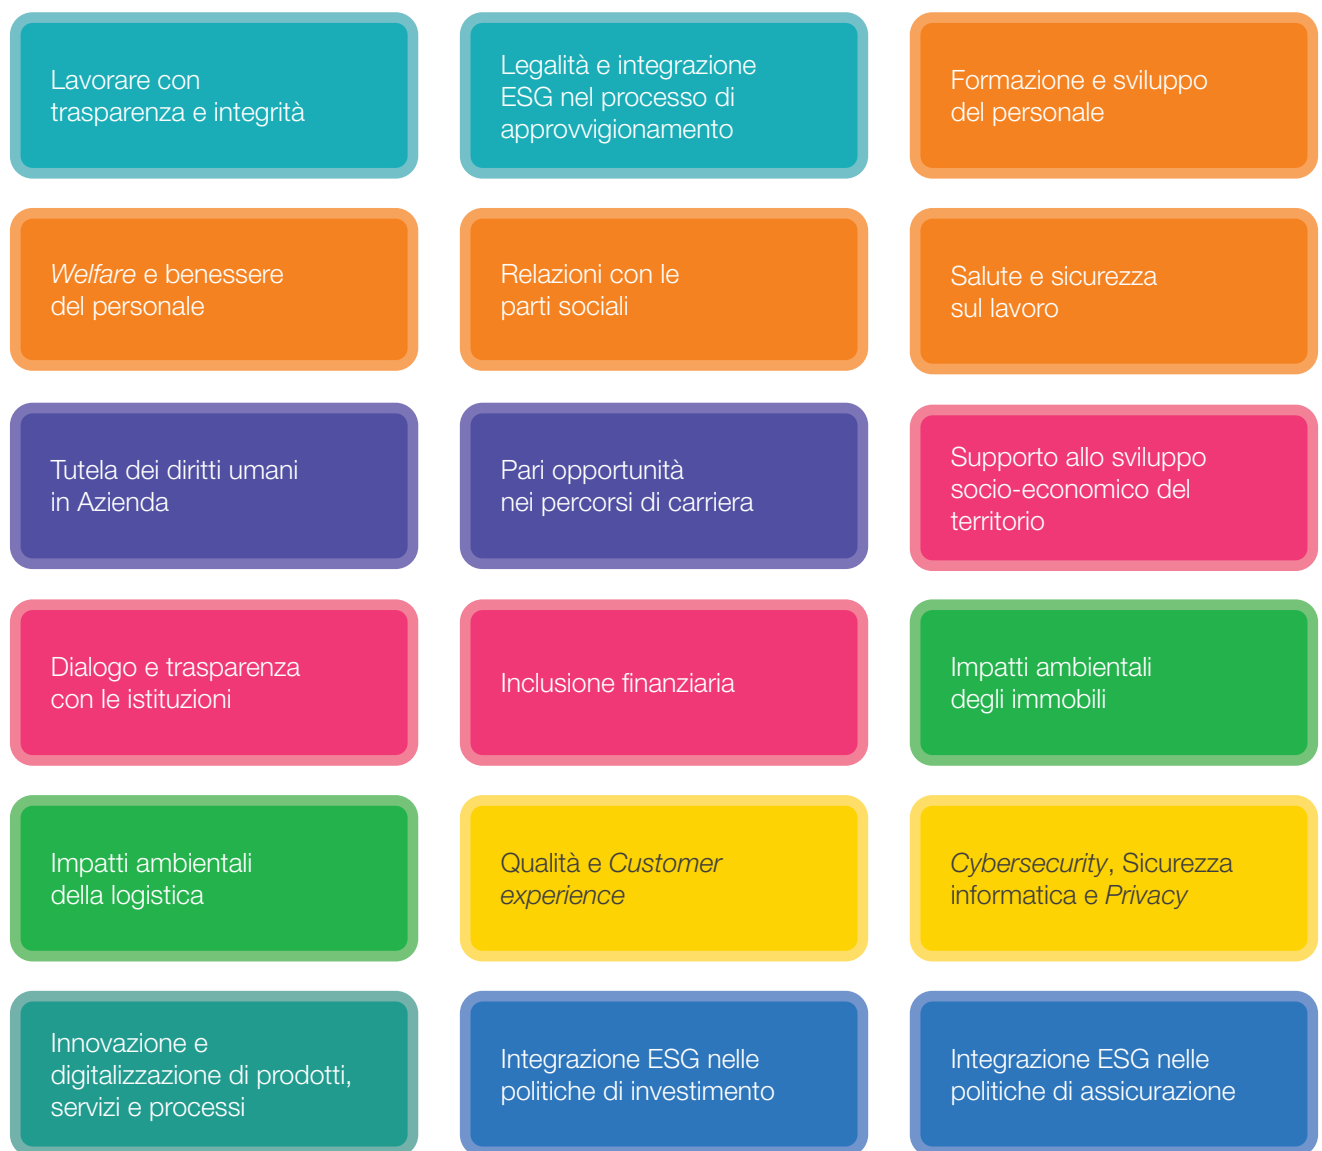 Lavorare con
trasparenza e integrità
Legalità e integrazione
ESG nel processo di
approvvigionamento
Formazione e sviluppo
del personale
Welfare e benessere
del personale
Relazioni con le
parti sociali
Salute e sicurezza
sul lavoro
Tutela dei diritti umani
in Azienda
Pari opportunità
nei percorsi di carriera
Supporto allo sviluppo
socio-economico del
territorio
Dialogo e trasparenza
con le istituzioni
Inclusione finanziaria
Impatti ambientali
degli immobili
Impatti ambientali
della logistica
Qualità e Customer
experience
Cybersecurity, Sicurezza
informatica e Privacy
Innovazione e
digitalizzazione di prodotti,
servizi e processi
Integrazione ESG nelle
politiche di investimento
Integrazione ESG nelle
politiche di assicurazione